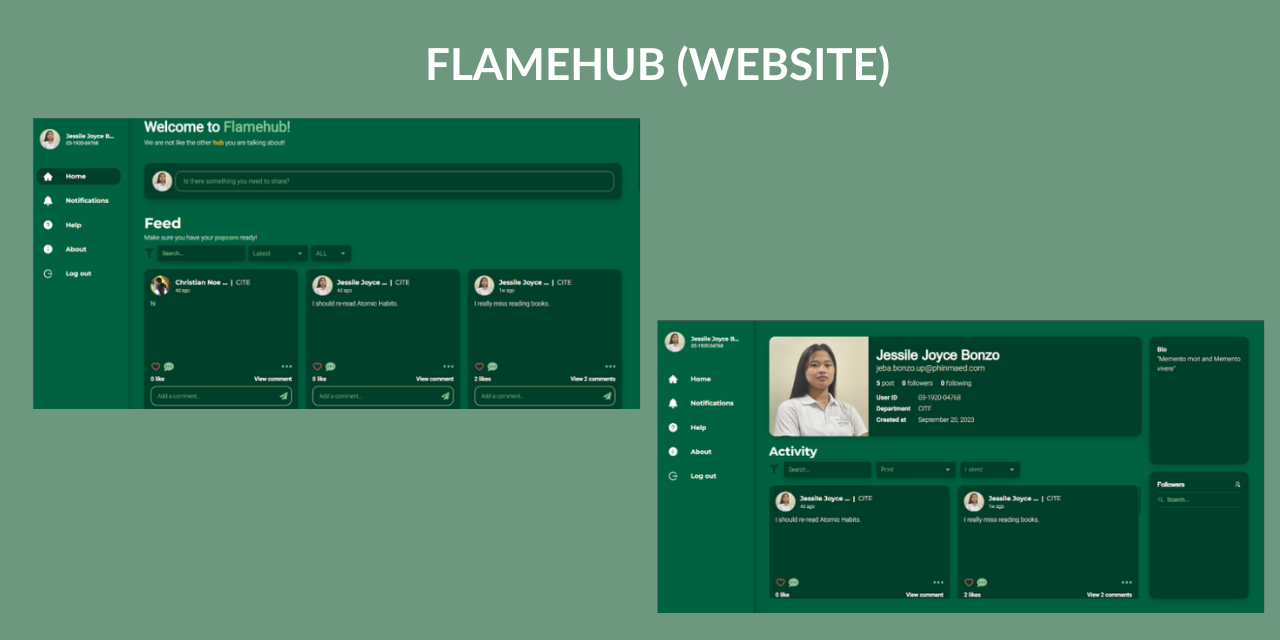 FLAMEHUB (WEBSITE)
Jessile Joyce B...
03-1920-04768
Home
Notifications
Help
About
Log out
Welcome to Flamehub!
We are not like the other hub you are talking about!
Is there something you need to share?
Feed
Make sure you have your popcorn ready!
Search...
Latest
ALL
Christian Noe ... | CITE
4d ago
hi
0 like
View comment
Add a comment...
Jessile Joyce ... | CITE
4d ago
I should re-read Atomic Habits.
0 like
View comment
Add a comment...
Jessile Joyce ... | CITE
1w ago
I really miss reading books.
2 likes
View 2 comments
Add a comment...
Jessile Joyce B...
03-1920-04768
Home
Notifications
Help
About
Log out
Jessile Joyce Bonzo
jeba.bonzo.up@phinmaed.com
5 post 0 followers 0 following
User ID 03-1920-04768
Department CITE
Created at September 20, 2023
Activity
Search...
Post
Latest
Jessile Joyce ... | CITE
4d ago
I should re-read Atomic Habits.
0 like
View comment
Jessile Joyce ... | CITE
1w ago
I really miss reading books.
2 likes
View 2 comments
Bio
"Memento mori and Memento
vivere"
Followers
Search...